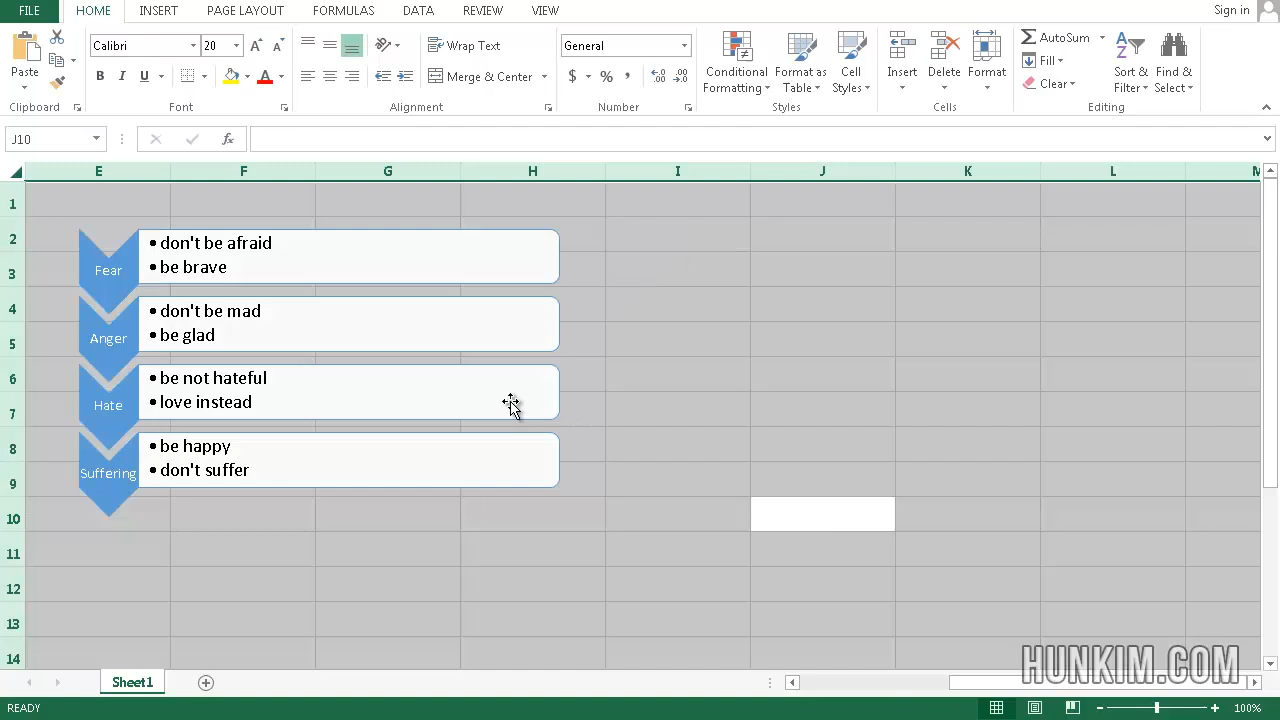 FILE HOME INSERT PAGE LAYOUT FORMULAS DATA REVIEW VIEW Sign in
Paste
Calibri 20
A A
Wrap Text
General
Conditional Formatting
Format as Table
Cell Styles
Insert Delete Format
AutoSum
Fill
Clear
Sort & Filter
Find & Select
B I U A
Merge & Center
$ % ,
Clipboard Font Alignment Number Styles Cells Editing
J10 fx
E F G H I J K L M
1
2
3
4
5
6
7
8
9
10
11
12
13
14
Fear
• don't be afraid
• be brave
Anger
• don't be mad
• be glad
Hate
• be not hateful
• love instead
Suffering
• be happy
• don't suffer
HUNKIM.COM
Sheet1
READY 100%